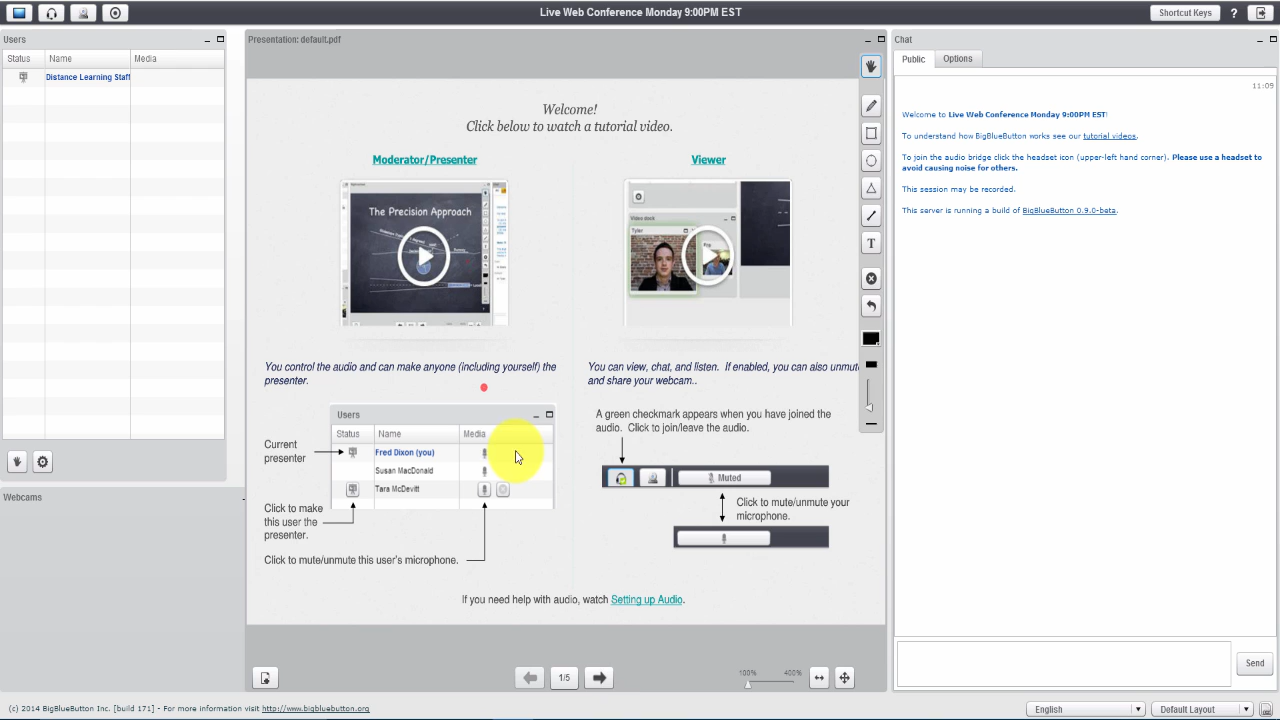 Live Web Conference Monday 9:00PM EST
Shortcut Keys
?
Users
Status Name Media
Distance Learning Staff
Webcams
Presentation: default.pdf
Welcome!
Click below to watch a tutorial video.
Moderator/Presenter
The Precision Approach
You control the audio and can make anyone (including yourself) the
presenter.
Users
Status Name Media
Fred Dixon (you)
Susan MacDonald
Tara McDevitt
Current
presenter
Click to make
this user the
presenter.
Click to mute/unmute this user's microphone.
Viewer
Video dock
Tyler
You can view, chat, and listen. If enabled, you can also unmute
and share your webcam..
A green checkmark appears when you have joined the
audio. Click to join/leave the audio.
Muted
Click to mute/unmute your
microphone.
If you need help with audio, watch Setting up Audio.
T
1/5
100% 400%
Chat
Public Options
11:09
Welcome to Live Web Conference Monday 9:00PM EST!
To understand how BigBlueButton works see our tutorial videos.
To join the audio bridge click the headset icon (upper-left hand corner). Please use a headset to
avoid causing noise for others.
This session may be recorded.
This server is running a build of BigBlueButton 0.9.0-beta.
Send
(c) 2014 BigBlueButton Inc. [build 171] - For more information visit http://www.bigbluebutton.org
English
Default Layout